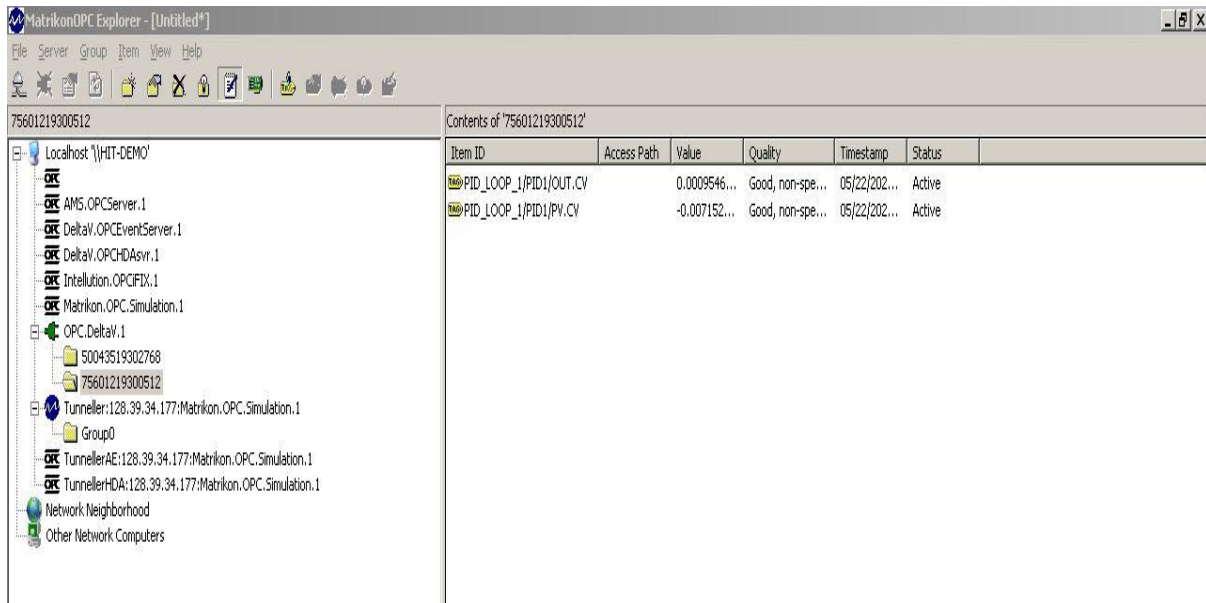 MatrikonOPC Explorer - [Untitled*]
File Server Group Item View Help
75601219300512
Contents of '75601219300512'
Localhost '\\HIT-DEMO'
AMS.OPCServer.1
DeltaV.OPCEventServer.1
DeltaV.OPCHDAsvr.1
Intellution.OPCiFIX.1
Matrikon.OPC.Simulation.1
OPC.DeltaV.1
50043519302768
75601219300512
Tunneller:128.39.34.177:Matrikon.OPC.Simulation.1
Group0
TunnellerAE:128.39.34.177:Matrikon.OPC.Simulation.1
TunnellerHDA:128.39.34.177:Matrikon.OPC.Simulation.1
Network Neighborhood
Other Network Computers
Item ID Access Path Value Quality Timestamp Status
PID_LOOP_1/PID1/OUT.CV 0.0009546... Good, non-spe... 05/22/202... Active
PID_LOOP_1/PID1/PV.CV -0.007152... Good, non-spe... 05/22/202... Active